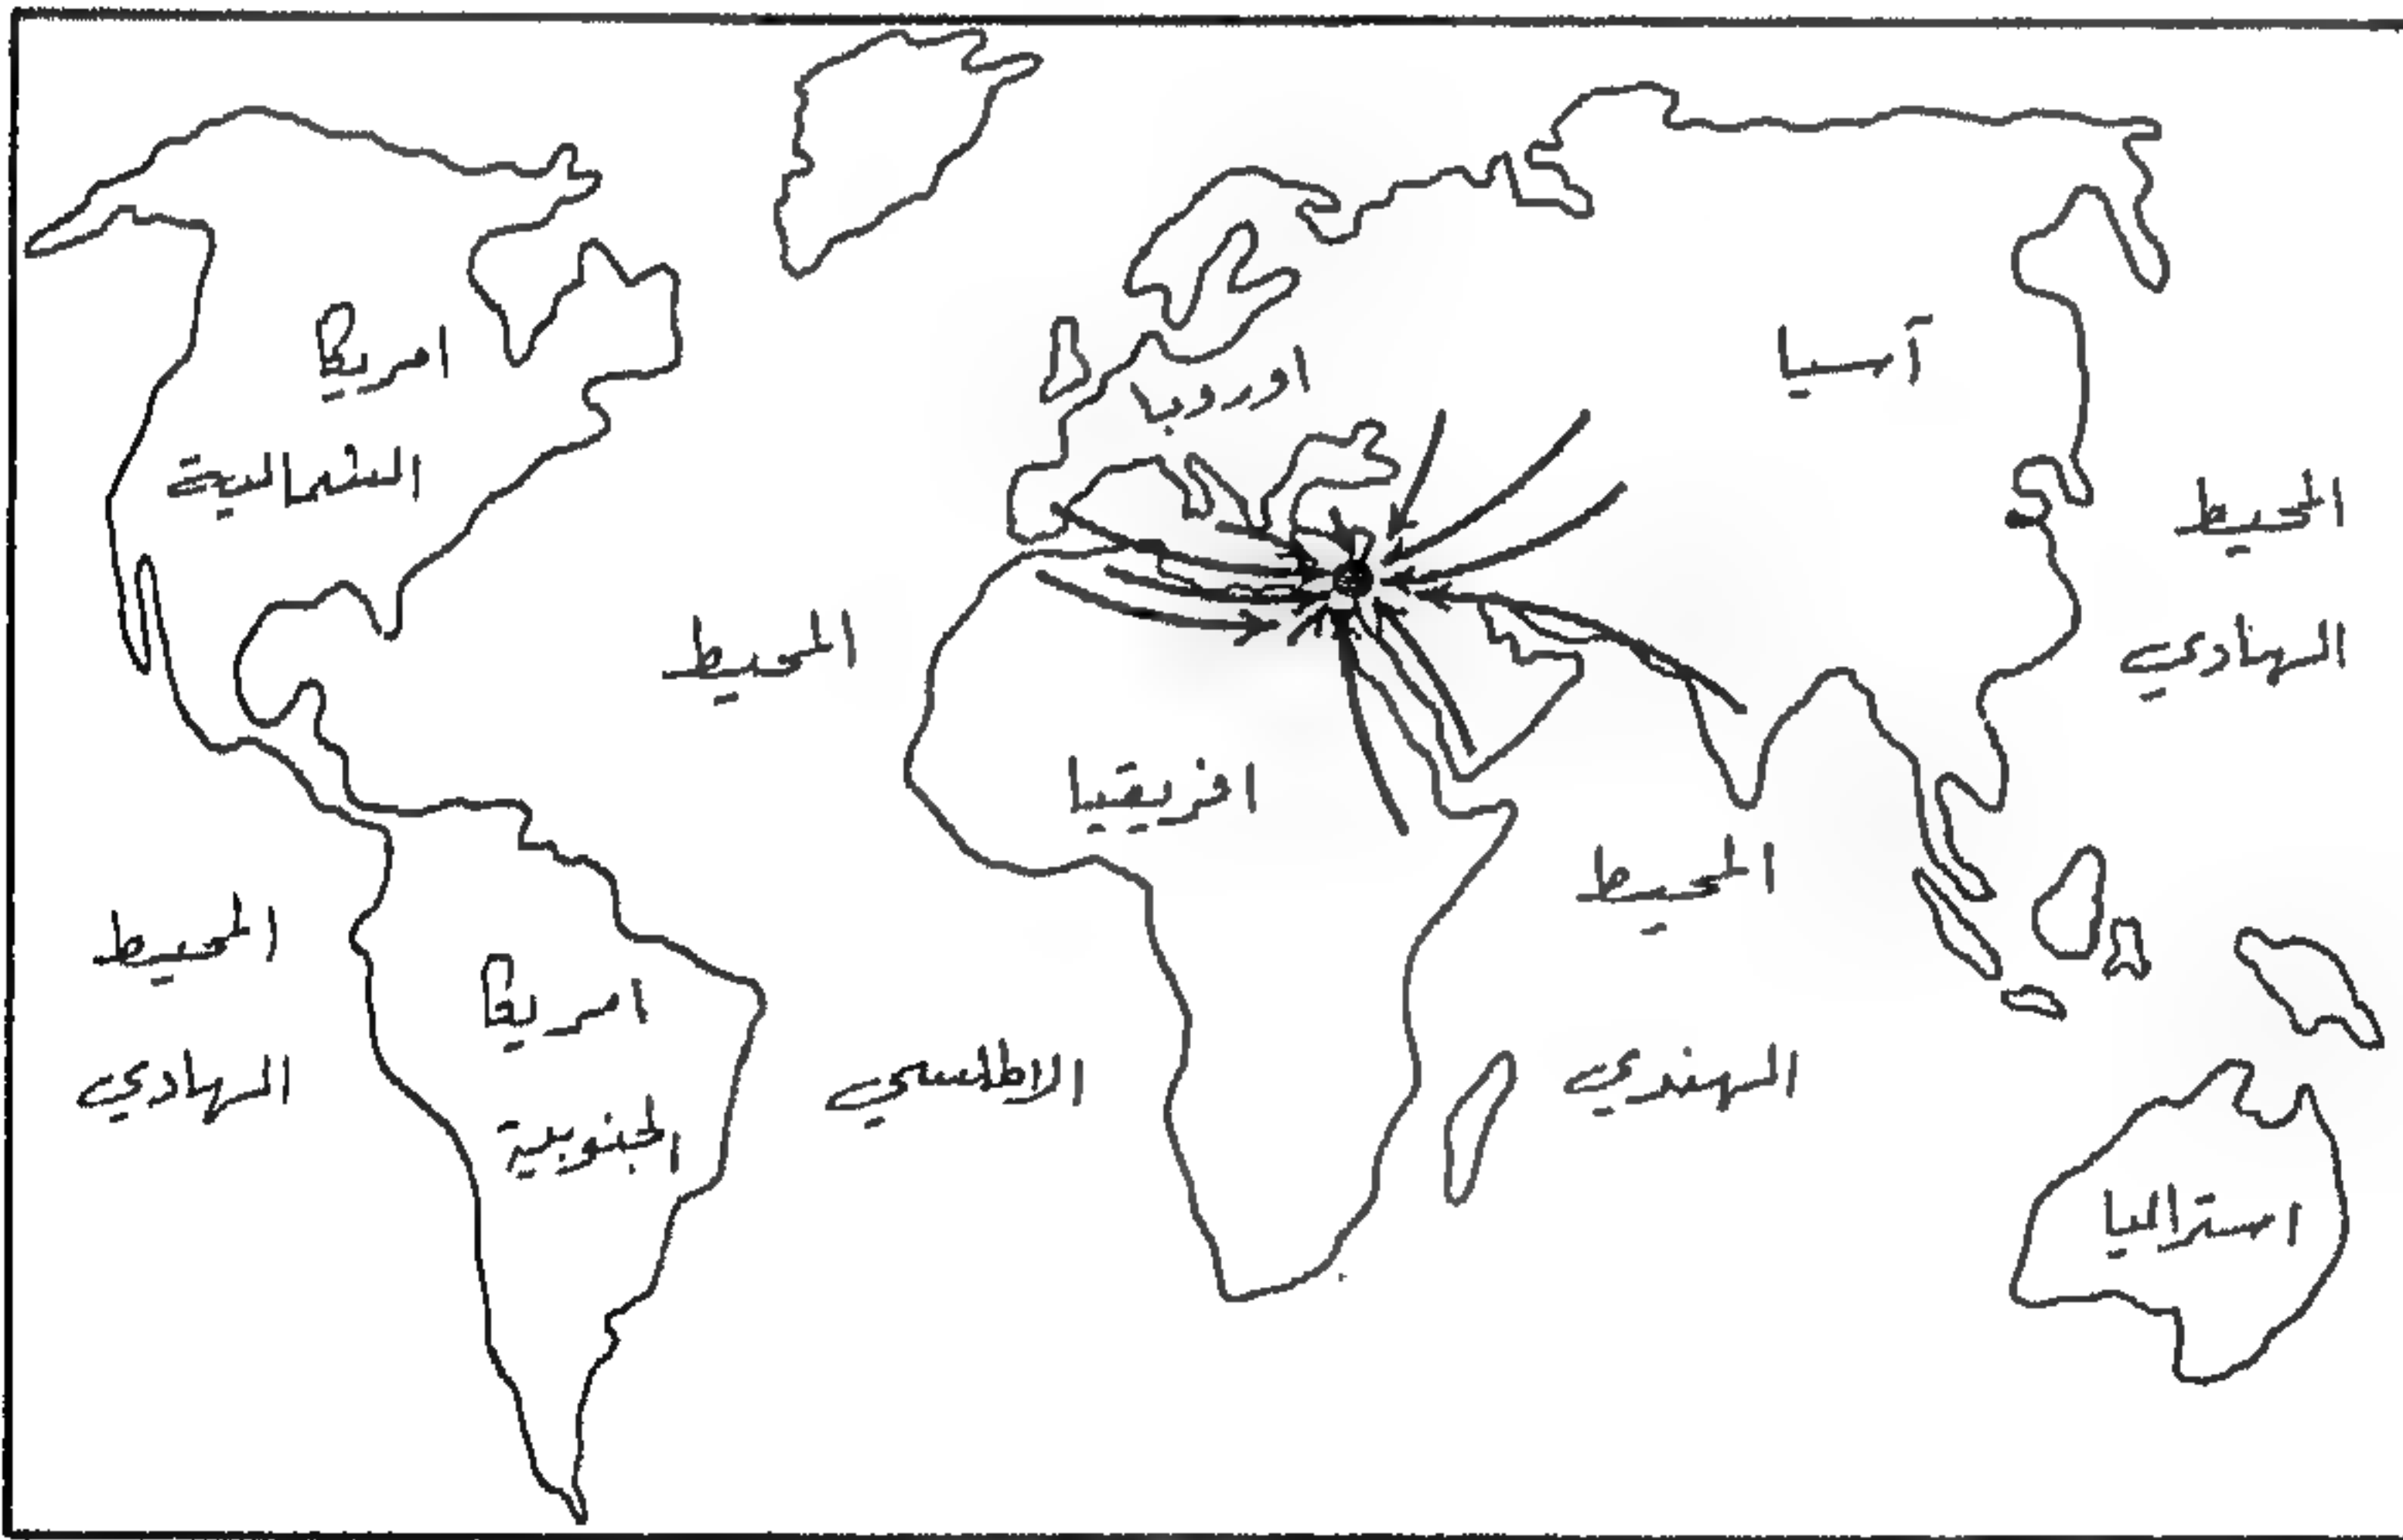 امريكا
الشمالية
اوروبا
آسيا
المحيط
الهادي
المحيط
الاطلسي
افريقيا
المحيط
الهندي
المحيط
الهادي
امريكا
الجنوبية
استراليا